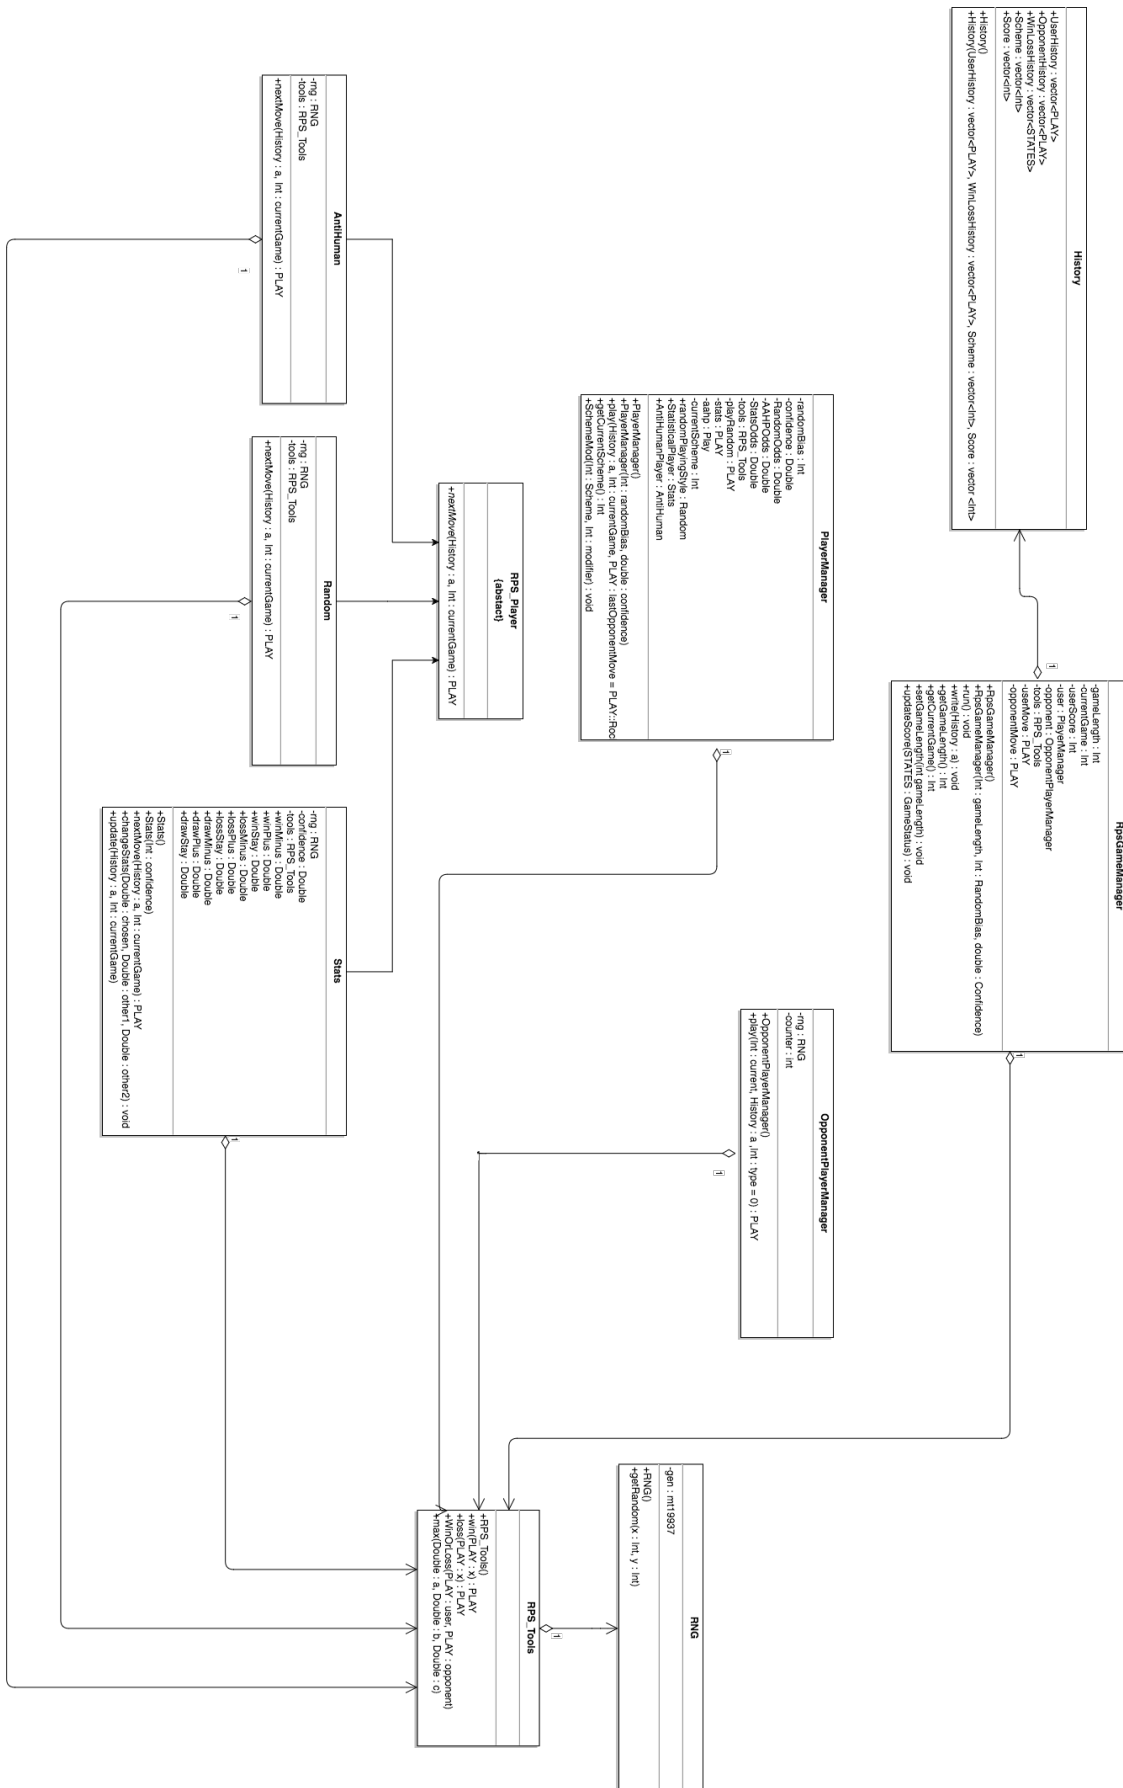 History
+UserHistory : vector<PLAY>
+OpponentHistory : vector<PLAY>
+WinLossHistory : vector<STATES>
+Scheme : vector<Int>
+Score : vector<int>
+History()
+History(UserHistory : vector<PLAY>, WinLossHistory : vector<PLAY>, Scheme : vector<Int>, Score : vector <Int>
1
RpsGameManager
-gameLength : Int
-currentGame : Int
-userScore : Int
-user : PlayerManager
-opponent : OpponentPlayerManager
-tools : RPS_Tools
-userMove : PLAY
-opponentMove : PLAY
+RpsGameManager()
+RpsGameManager(Int : gameLength, Int : RandomBias, double : Confidence)
+run() : void
+write(History : a) : void
+getGameLength() : Int
+getCurrentGame() : Int
+setGameLength(int gameLength) : void
+updateScore(STATES : GameStatus) : void
1
PlayerManager
-randomBias : Int
-confidence : Double
-RandomOdds : Double
-AAHPOdds : Double
-StatsOdds : Double
-tools : RPS_Tools
-playRandom : PLAY
-stats : PLAY
-aahp : Play
-currentScheme : Int
+randomPlayingStyle : Random
+StatisticalPlayer : Stats
+AntiHumanPlayer : AntiHuman
+PlayerManager()
+PlayerManager(Int : randomBias, double : confidence)
+play(History : a, Int : currentGame, PLAY : lastOpponentMove = PLAY::Roc
+getCurrentScheme() : Int
+SchemeMod(Int : Scheme, Int : modifier) : void
1
OpponentPlayerManager
-rng : RNG
-counter : int
+OpponentPlayerManager()
+play(Int : current, History : a ,Int : type = 0) : PLAY
1
RNG
-gen : mt19937
+RNG()
+getRandom(x : Int, y : Int)
RPS_Player
{abstact}
+nextMove(History : a, Int : currentGame) : PLAY
RPS_Tools
+RPS_Tools()
+win(PLAY : x) : PLAY
+loss(PLAY : x) : PLAY
+WinOrLoss(PLAY : user, PLAY : opponent)
+max(Double : a, Double : b, Double : c)
1
AntiHuman
-rng : RNG
-tools : RPS_Tools
+nextMove(History : a, Int : currentGame) : PLAY
1
Random
-rng : RNG
-tools : RPS_Tools
+nextMove(History : a, Int : currentGame) : PLAY
1
Stats
-rng : RNG
-confidence : Double
-tools : RPS_Tools
+winMinus : Double
+winPlus : Double
+winStay : Double
+lossMinus : Double
+lossPlus : Double
+lossStay : Double
+drawMinus : Double
+drawPlus : Double
+drawStay : Double
+Stats()
+Stats(Int : confidence)
+nextMove(History : a, Int : currentGame) : PLAY
+changeStats(Double : chosen, Double : other1, Double : other2) : void
+update(History : a, Int : currentGame)
1